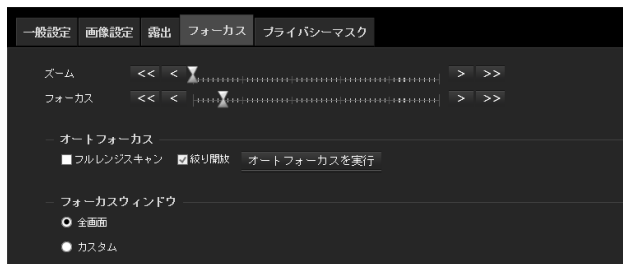 一般設定 画像設定 露出 フォーカス プライバシーマスク
ズーム << < > >>
フォーカス << < > >>
オートフォーカス
フルレンジスキャン 絞り開放 オートフォーカスを実行
フォーカスウィンドウ
全画面
カスタム